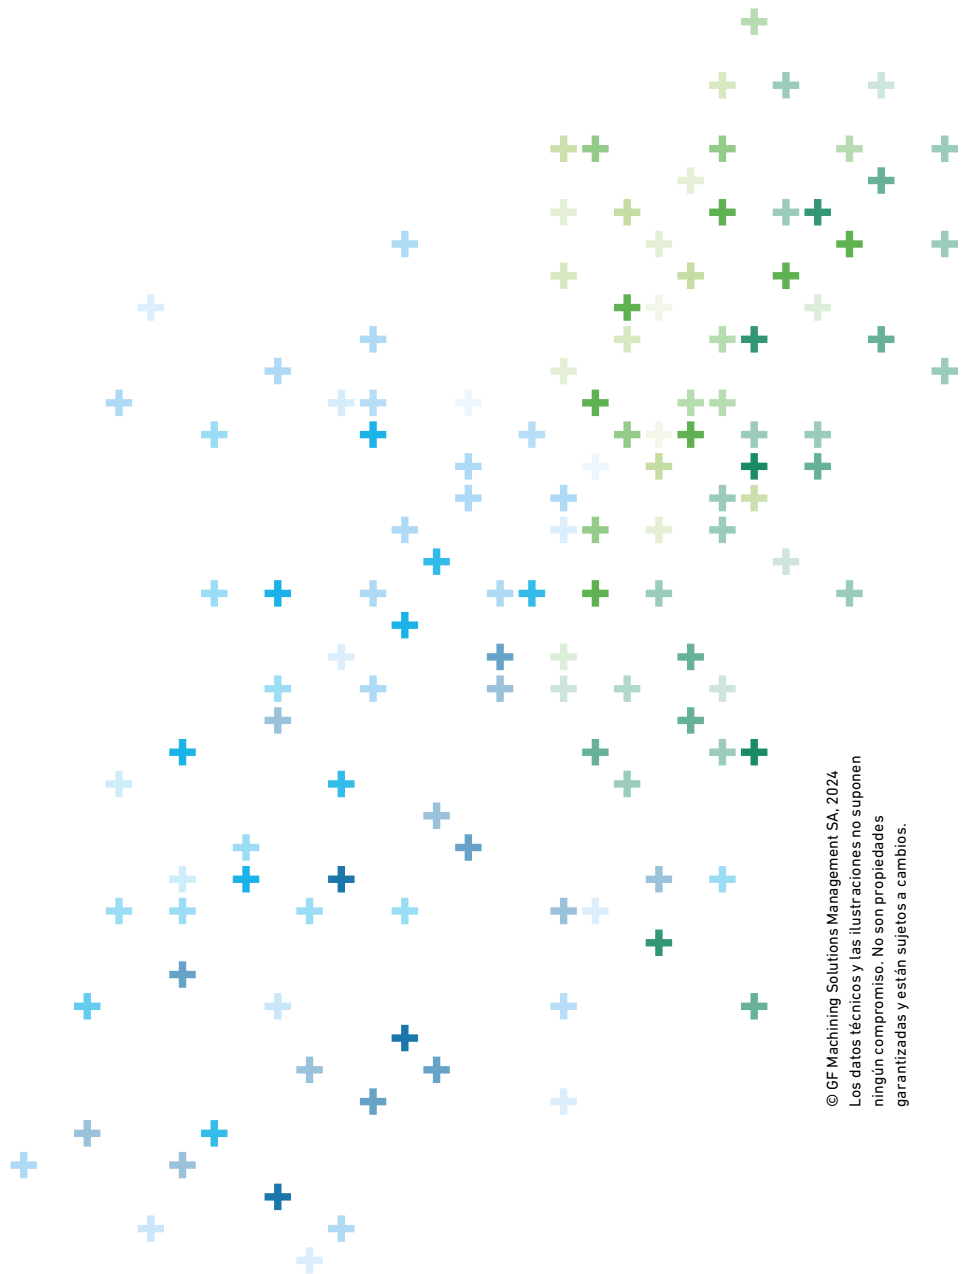 © GF Machining Solutions Management SA, 2024
Los datos técnicos y las ilustraciones no suponen
ningún compromiso. No son propiedades
garantizadas y están sujetos a cambios.